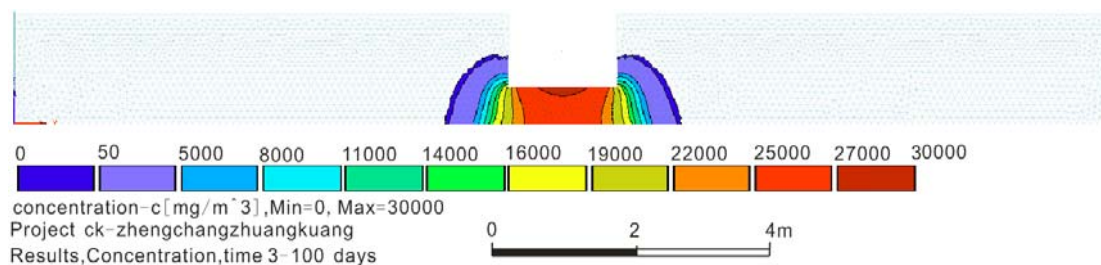 Y
0 50 5000 8000 11000 14000 16000 19000 22000 25000 27000 30000
concentration-c[mg/m^3],Min=0, Max=30000
Project ck-zhengchangzhuangkuang
Results,Concentration,time 3-100 days
0 2 4m